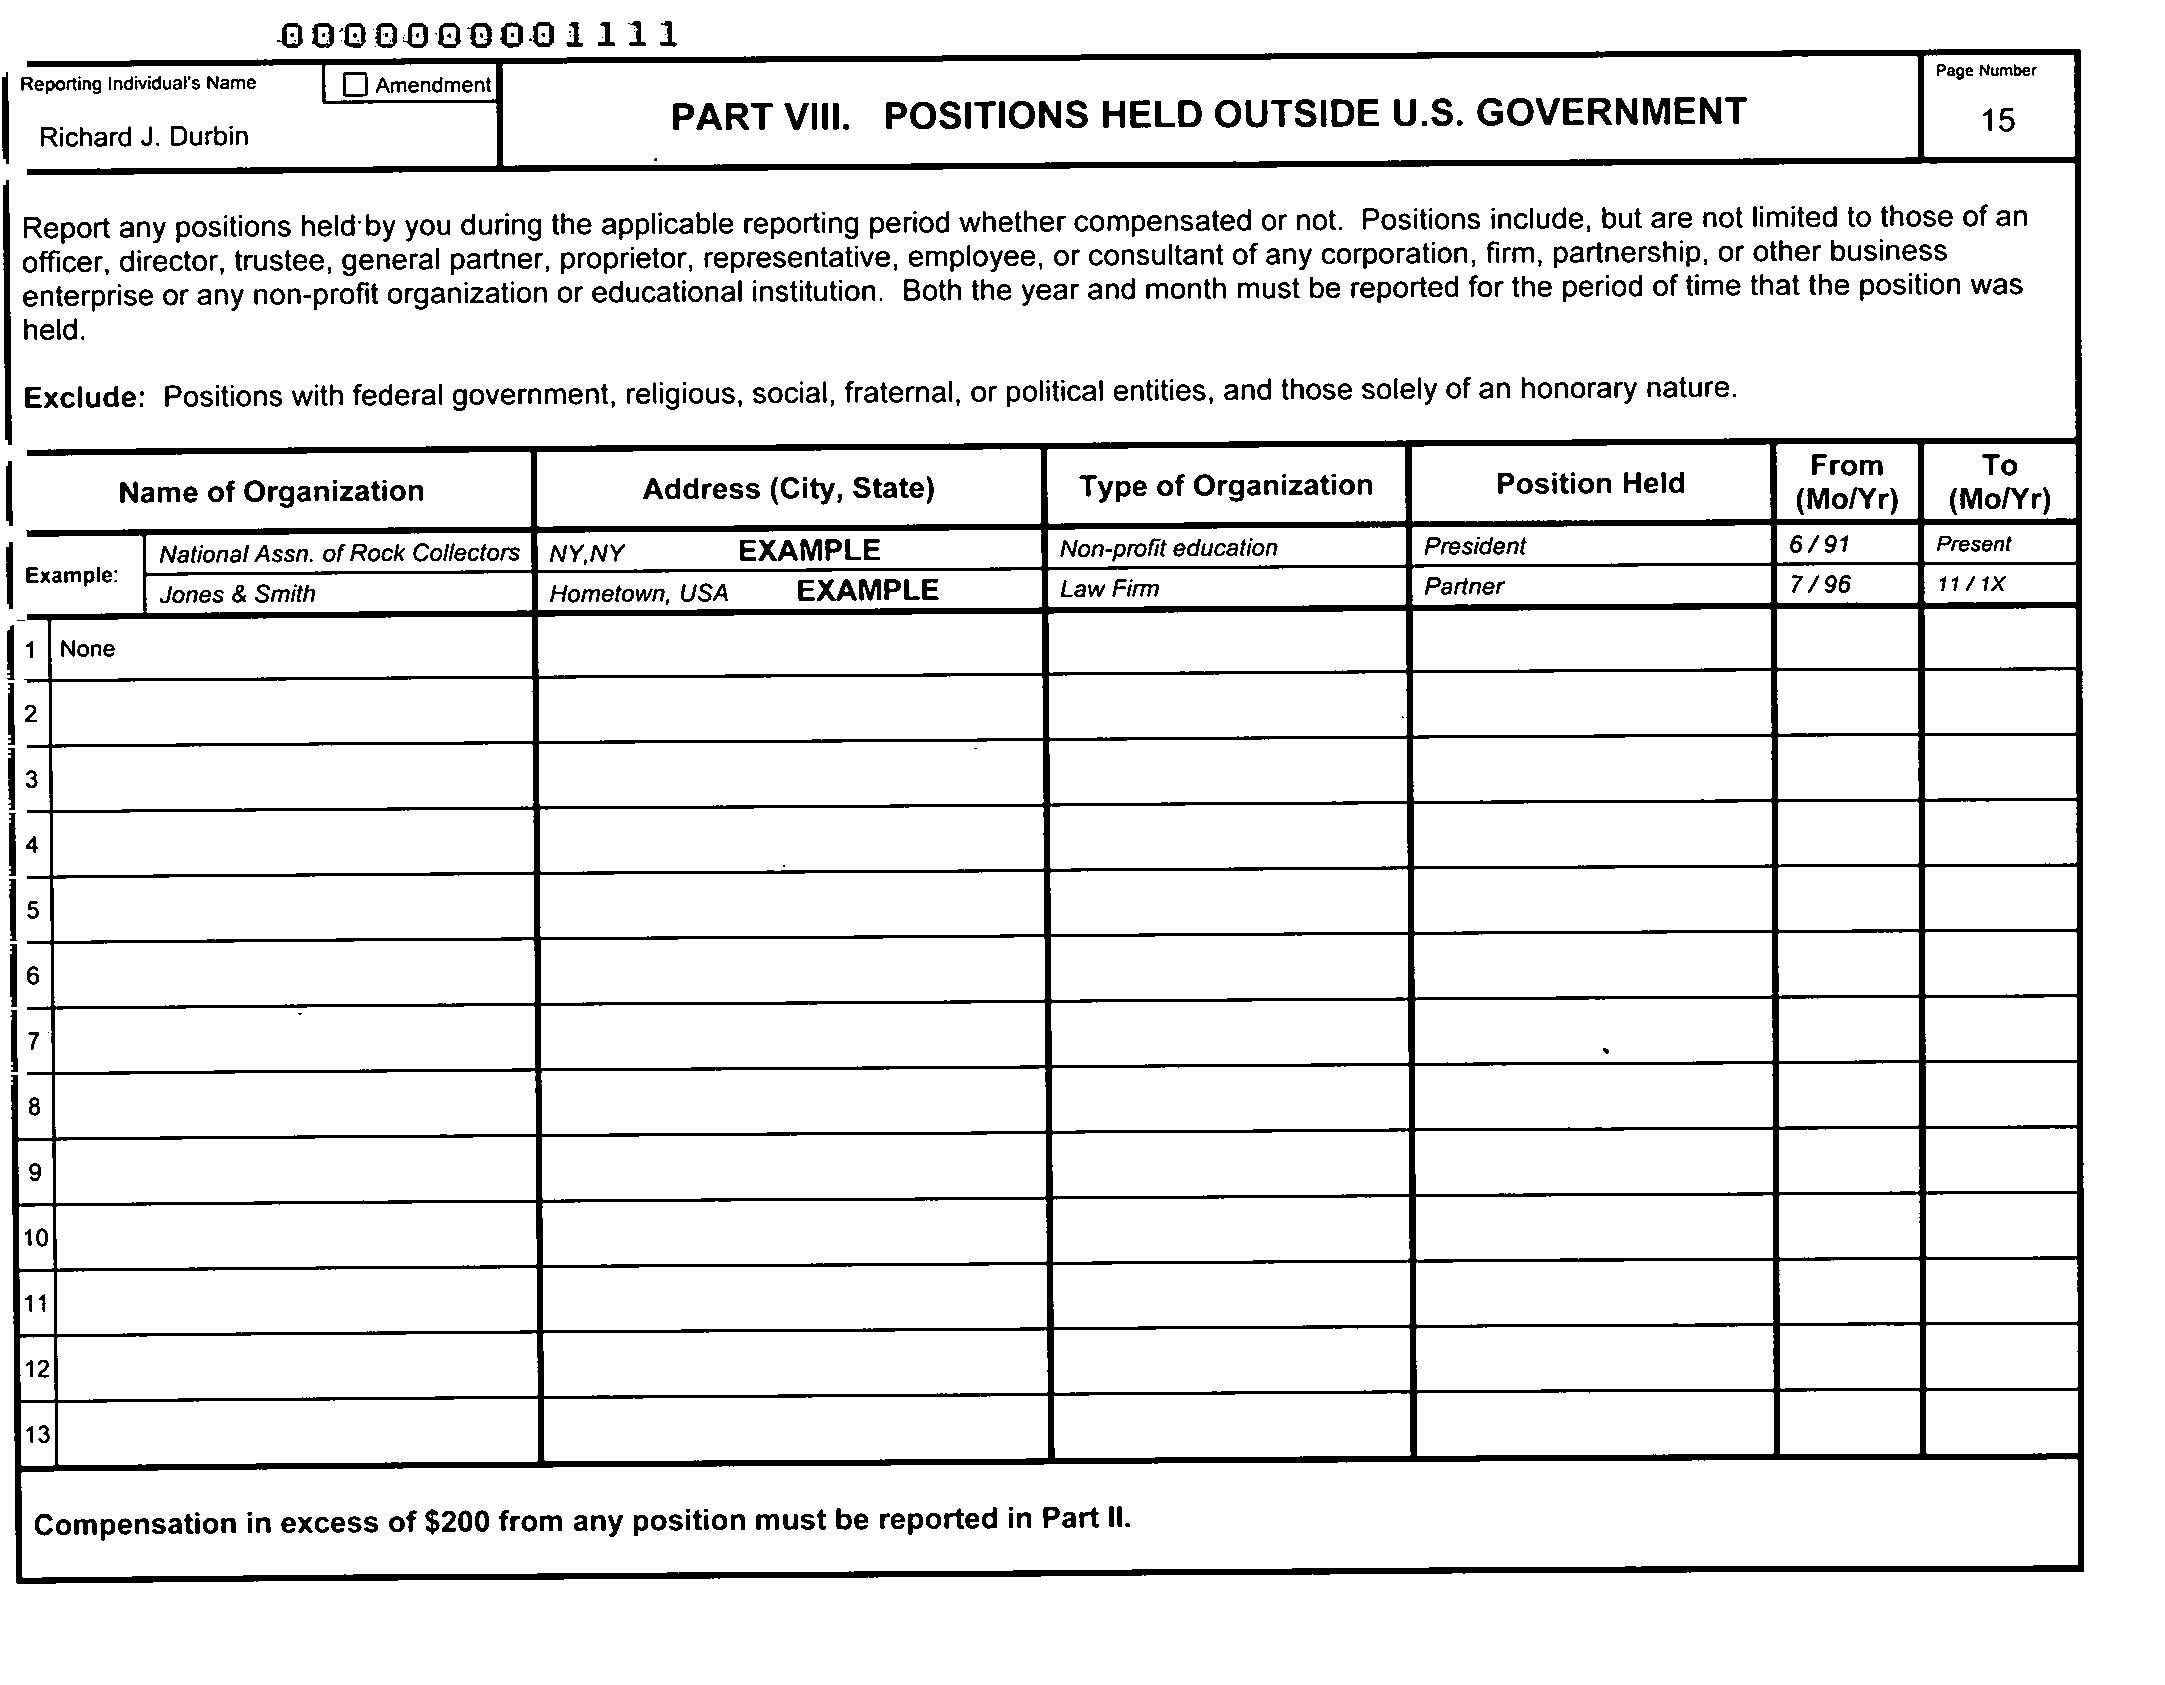 0000000001111
Reporting Individual's Name
Amendment
Richard J. Durbin
PART VIII. POSITIONS HELD OUTSIDE U.S. GOVERNMENT
Page Number
15
Report any positions held by you during the applicable reporting period whether compensated or not. Positions include, but are not limited to those of an
officer, director, trustee, general partner, proprietor, representative, employee, or consultant of any corporation, firm, partnership, or other business
enterprise or any non-profit organization or educational institution. Both the year and month must be reported for the period of time that the position was
held.
Exclude: Positions with federal government, religious, social, fraternal, or political entities, and those solely of an honorary nature.
Name of Organization Address (City, State) Type of Organization Position Held From (Mo/Yr) To (Mo/Yr)
Example:
National Assn. of Rock Collectors NY,NY EXAMPLE Non-profit education President 6 / 91 Present
Jones & Smith Hometown, USA EXAMPLE Law Firm Partner 7 / 96 11 / 1X
1 None
2
3
4
5
6
7
8
9
10
11
12
13
Compensation in excess of $200 from any position must be reported in Part II.